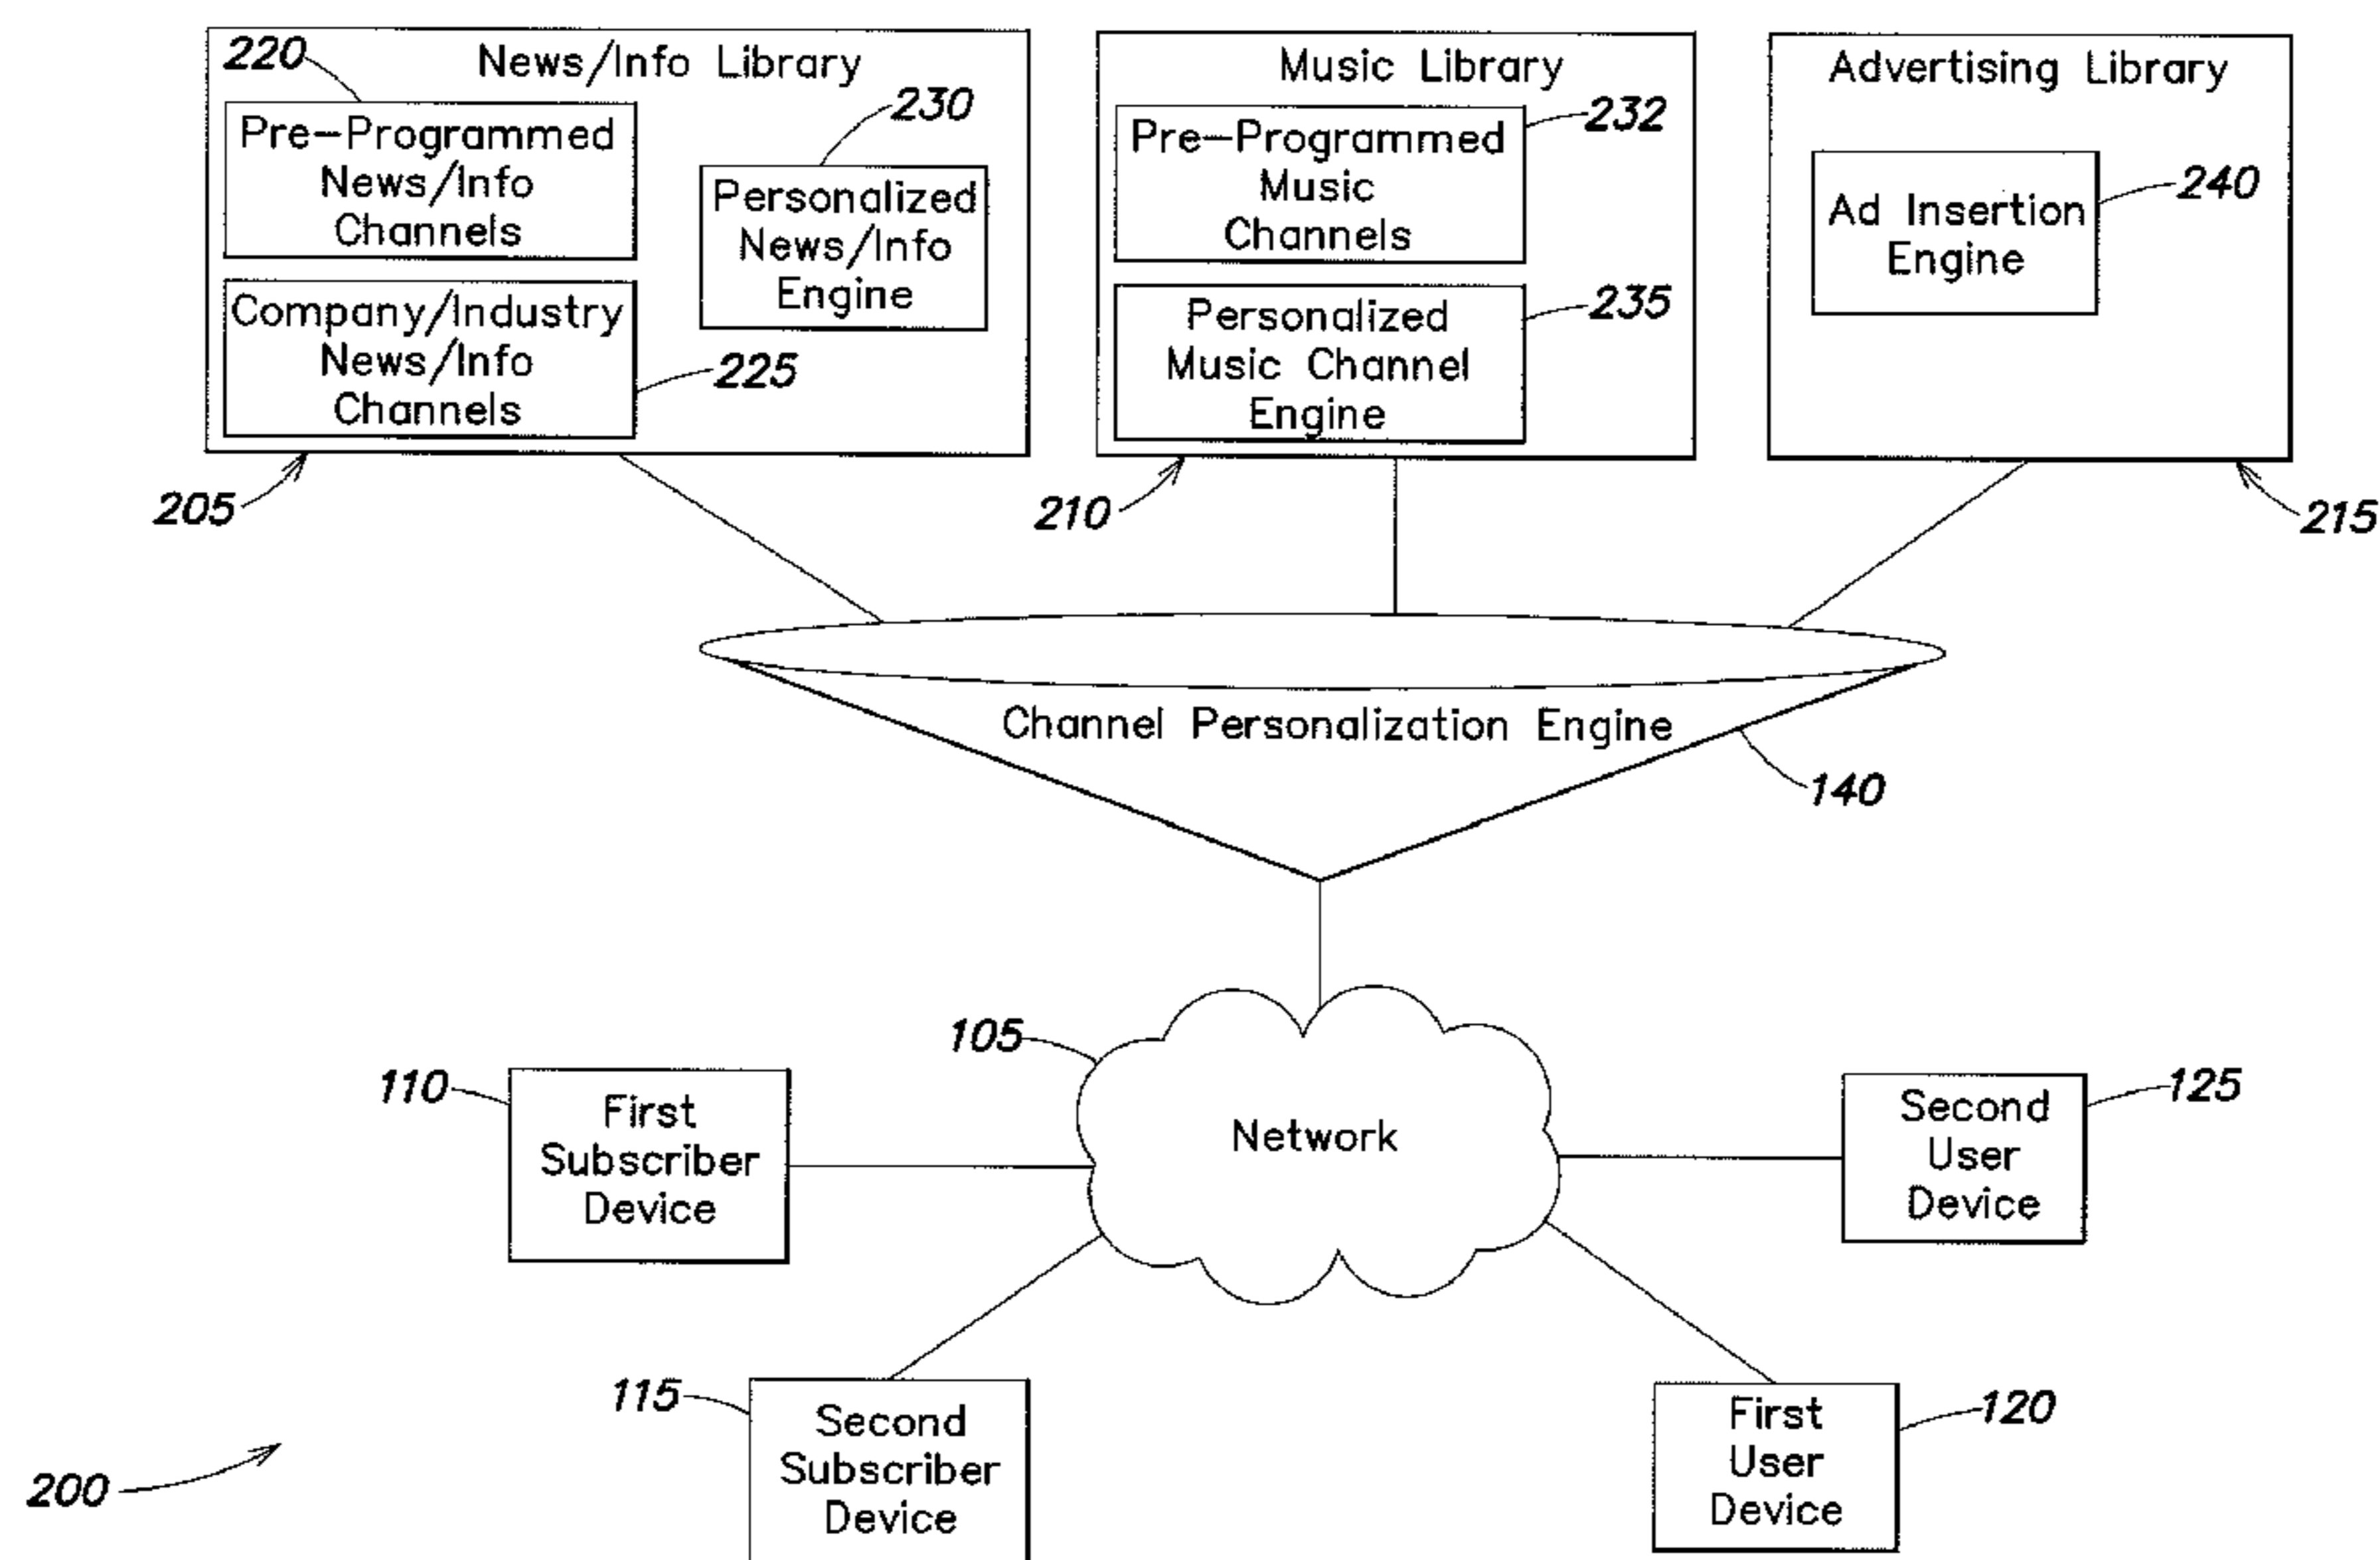 220
News/Info Library
Pre-Programmed
News/Info
Channels
230
Personalized
News/Info
Engine
Company/Industry
News/Info
Channels
225
205
Music Library
Pre-Programmed
Music
Channels
232
Personalized
Music Channel
Engine
235
210
Advertising Library
Ad Insertion
Engine
240
215
Channel Personalization Engine
140
105
Network
110
First
Subscriber
Device
Second
User
Device
125
115
Second
Subscriber
Device
First
User
Device
120
200